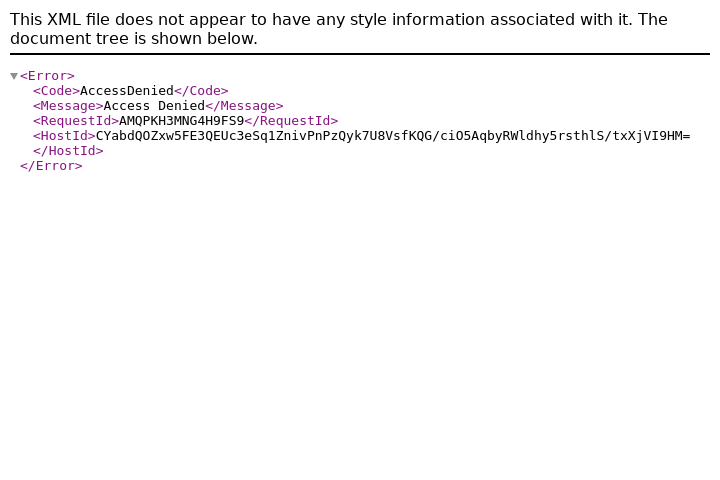 This XML file does not appear to have any style information associated with it. The
document tree is shown below.
<Error>
<Code>AccessDenied</Code>
<Message>Access Denied</Message>
<RequestId>AMQPKH3MNG4H9FS9</RequestId>
<HostId>CYabdQOZxw5FE3QEUc3eSq1ZnivPnPzQyk7U8VsfKQG/ciO5AqbyRWldhy5rsthlS/txXjVI9HM=
</HostId>
</Error>